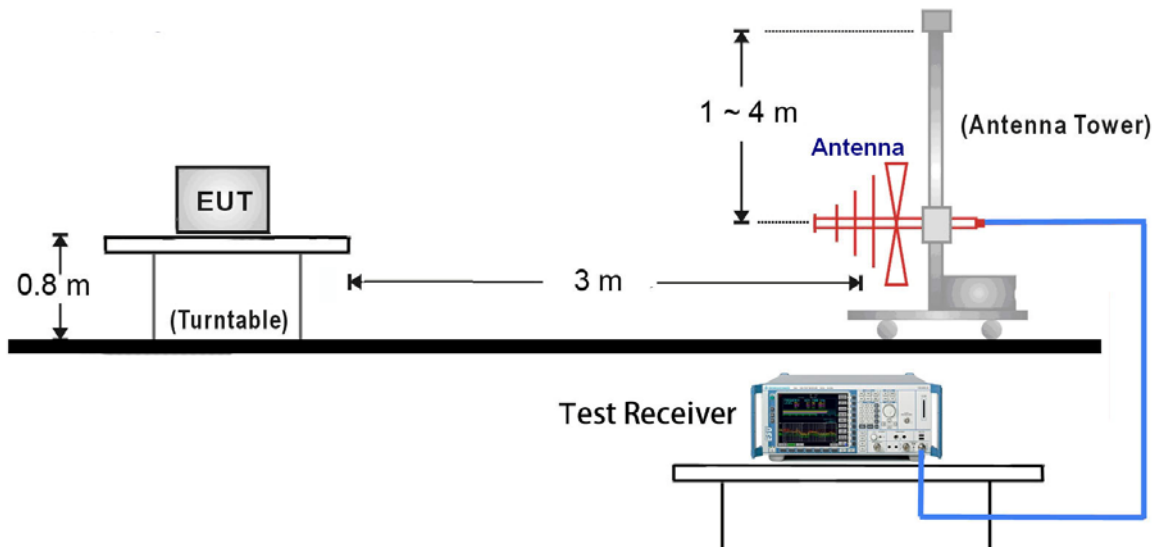 1 ~ 4 m
(Antenna Tower)
Antenna
EUT
0.8 m
3 m
(Turntable)
Test Receiver